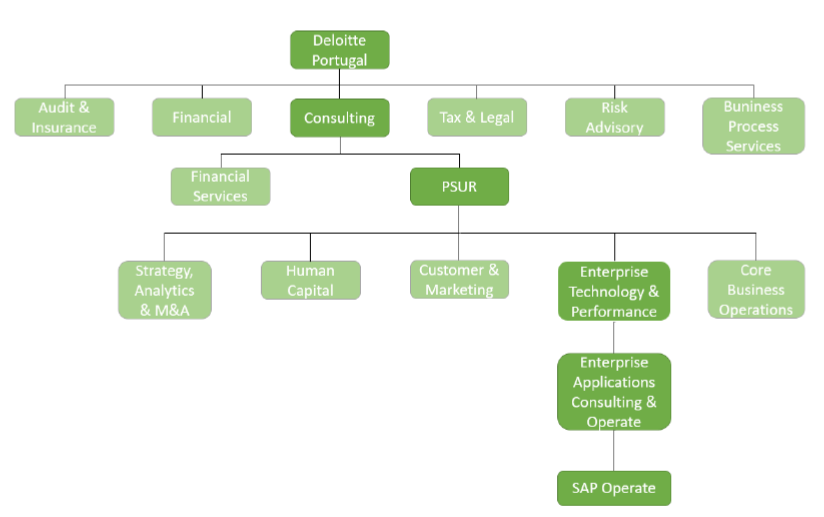 Deloitte
Portugal
Audit &
Insurance
Financial
Consulting
Tax & Legal
Risk
Advisory
Business
Process
Services
Financial
Services
PSUR
Strategy,
Analytics
& M&A
Human
Capital
Customer &
Marketing
Enterprise
Technology &
Performance
Core
Business
Operations
Enterprise
Applications
Consulting &
Operate
SAP Operate